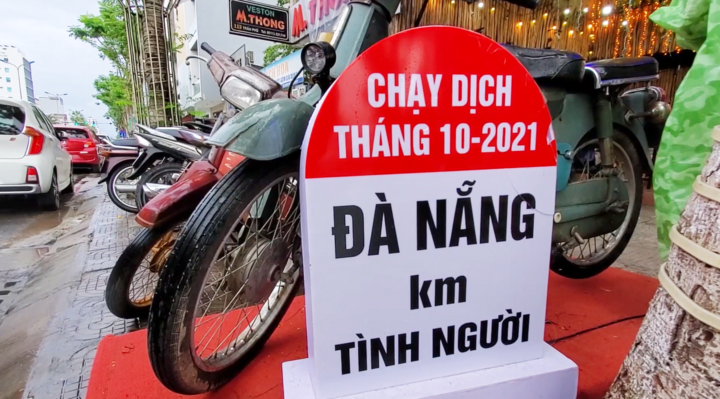 VESTON
M.THONG
CHẠY DỊCH
THÁNG 10-2021
ĐÀ NẴNG
km
TÌNH NGƯỜI